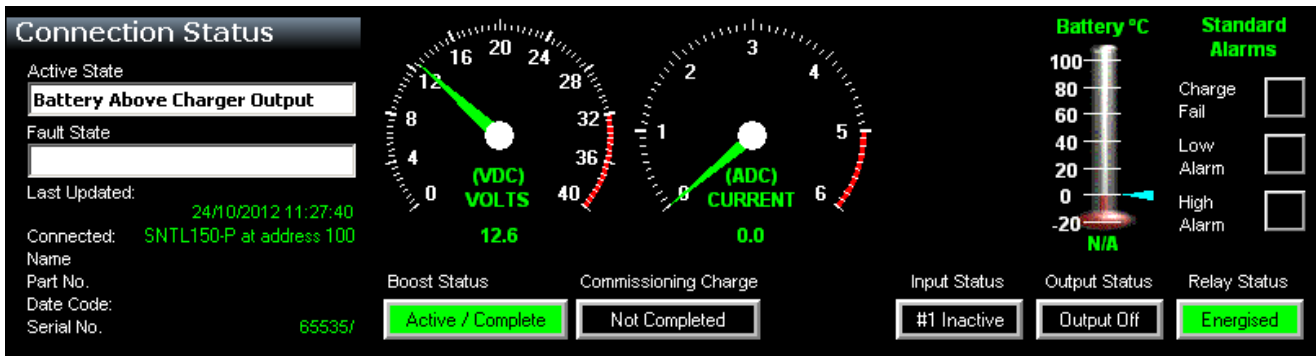 Connection Status
Active State
Battery Above Charger Output
Fault State
Last Updated:
24/10/2012 11:27:40
Connected: SNTL150-P at address 100
Name
Part No.
Date Code:
Serial No. 65535/
0 4 8 12 16 20 24 28 32 36 40
(VDC)
VOLTS
12.6
0 1 2 3 4 5 6
(ADC)
CURRENT
0.0
Battery ºC
100
80
60
40
20
0
-20
N/A
Standard
Alarms
Charge
Fail
Low
Alarm
High
Alarm
Boost Status
Active / Complete
Commissioning Charge
Not Completed
Input Status
#1 Inactive
Output Status
Output Off
Relay Status
Energised